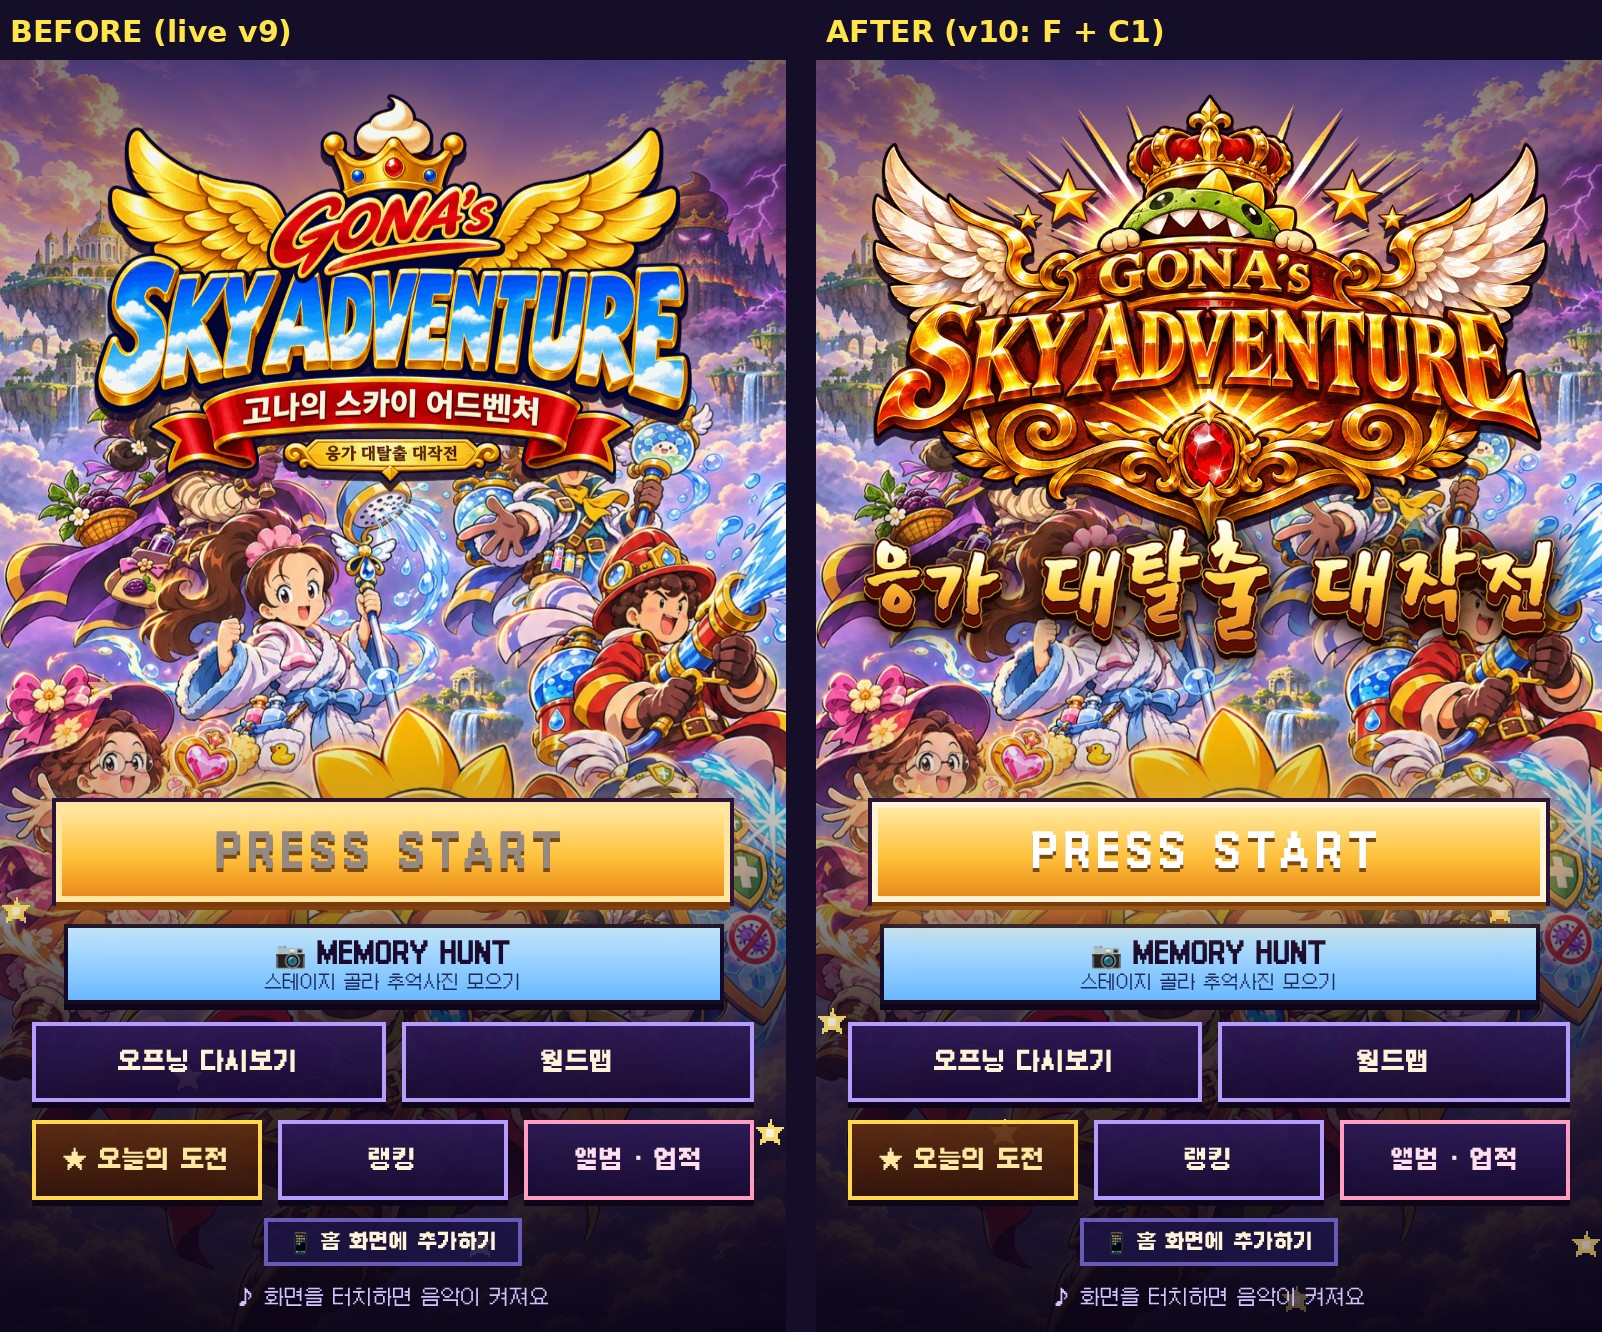 BEFORE (live v9)
GONA's
SKY ADVENTURE
고나의 스카이 어드벤처
응가 대탈출 대작전
PRESS START
MEMORY HUNT
스테이지 골라 추억사진 모으기
오프닝 다시보기
월드맵
★ 오늘의 도전
랭킹
앨범 · 업적
홈 화면에 추가하기
♪ 화면을 터치하면 음악이 켜져요
AFTER (v10: F + C1)
GONA's
SKY ADVENTURE
응가 대탈출 대작전
PRESS START
MEMORY HUNT
스테이지 골라 추억사진 모으기
오프닝 다시보기
월드맵
★ 오늘의 도전
랭킹
앨범 · 업적
홈 화면에 추가하기
♪ 화면을 터치하면 음악이 켜져요